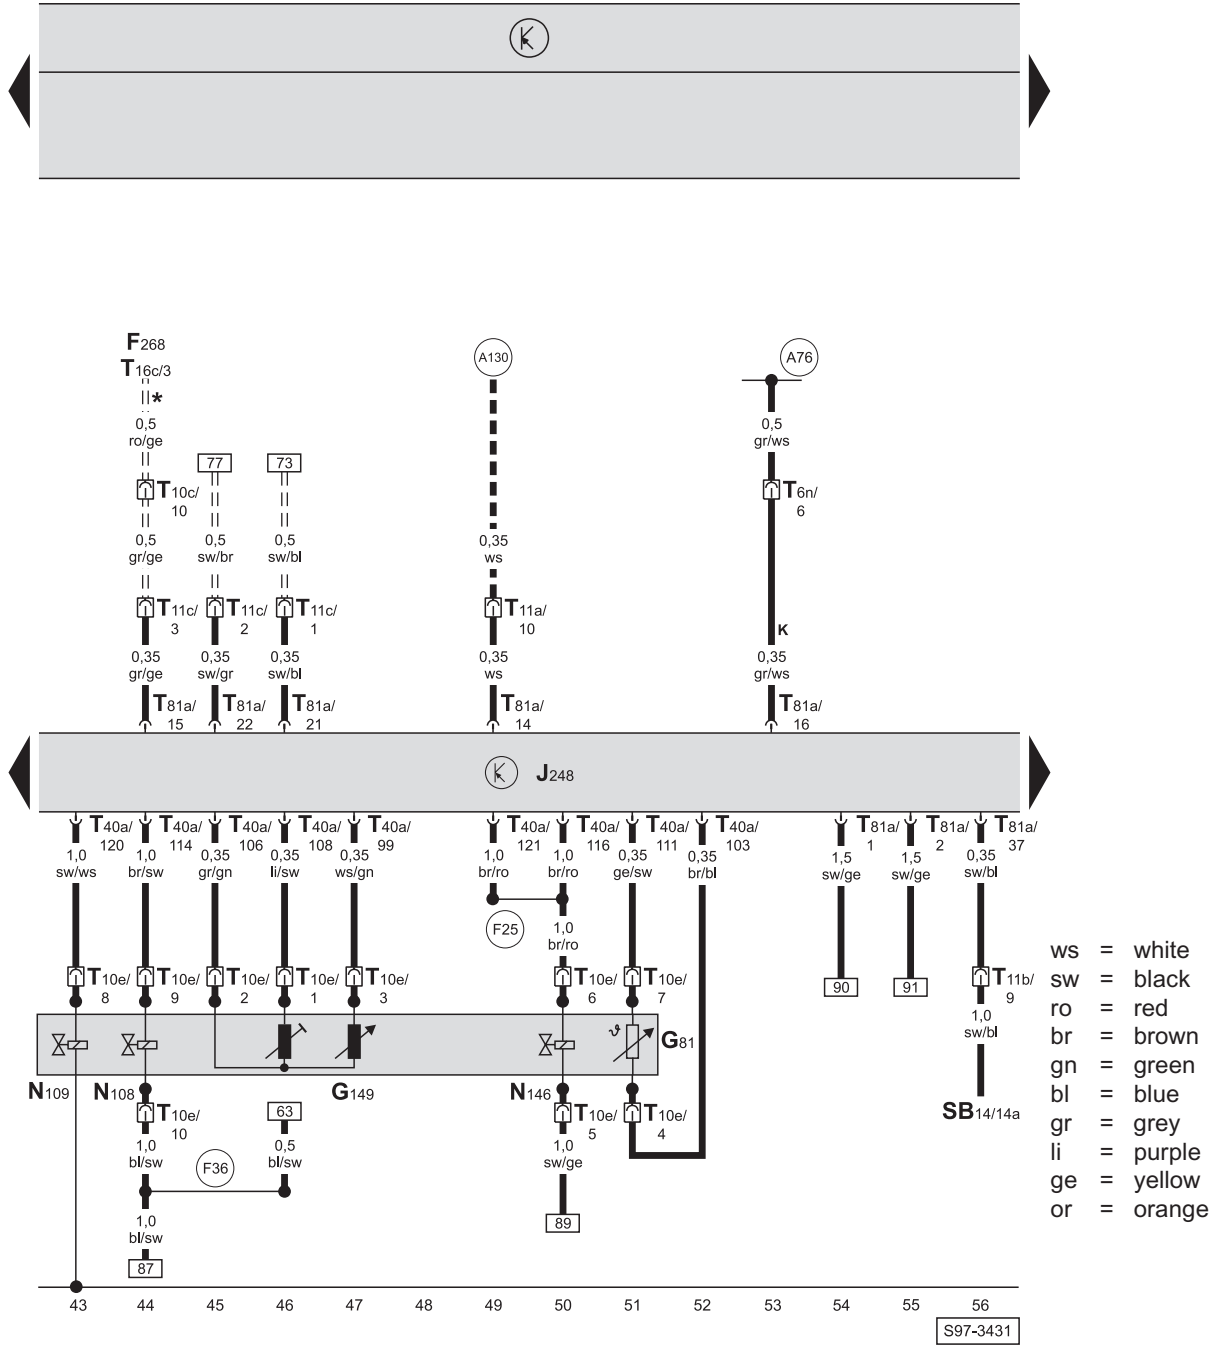 F268
T16c/3
*
0,5
ro/ge
T10c/
10
77
73
A130
A76
0,5
gr/ws
T6n/
6
0,5
gr/ge
0,5
sw/br
0,5
sw/bl
0,35
ws
T11c/
3
T11c/
2
T11c/
1
T11a/
10
K
0,35
gr/ge
0,35
sw/gr
0,35
sw/bl
0,35
ws
0,35
gr/ws
T81a/
15
T81a/
22
T81a/
21
T81a/
14
T81a/
16
J248
T40a/
120
T40a/
114
T40a/
106
T40a/
108
T40a/
99
T40a/
121
T40a/
116
T40a/
111
T40a/
103
T81a/
1
T81a/
2
T81a/
37
1,0
sw/ws
1,0
br/sw
0,35
gr/gn
0,35
li/sw
0,35
ws/gn
1,0
br/ro
1,0
br/ro
0,35
ge/sw
0,35
br/bl
1,5
sw/ge
1,5
sw/ge
0,35
sw/bl
F25
1,0
br/ro
T10e/
8
T10e/
9
T10e/
2
T10e/
1
T10e/
3
T10e/
6
T10e/
7
90
91
T11b/
9
1,0
sw/bl
G81
N109
N108
G149
N146
SB14/14a
T10e/
10
63
T10e/
5
T10e/
4
1,0
bl/sw
F36
0,5
bl/sw
1,0
sw/ge
1,0
bl/sw
89
87
ws = white
sw = black
ro = red
br = brown
gn = green
bl = blue
gr = grey
li = purple
ge = yellow
or = orange
43 44 45 46 47 48 49 50 51 52 53 54 55 56
S97-3431